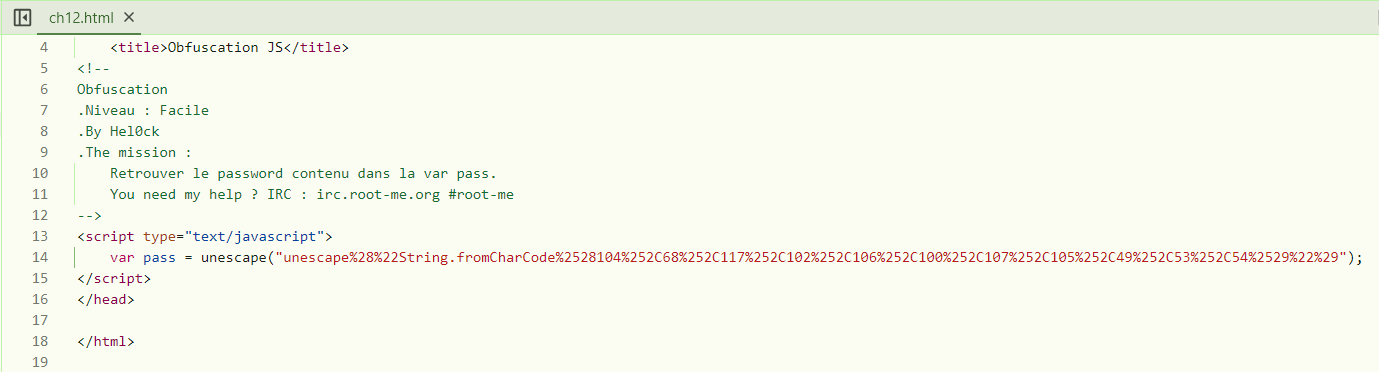 ch12.html ×
4 <title>Obfuscation JS</title>
5 <!--
6 Obfuscation
7 .Niveau : Facile
8 .By Hel0ck
9 .The mission :
10 Retrouver le password contenu dans la var pass.
11 You need my help ? IRC : irc.root-me.org #root-me
12 -->
13 <script type="text/javascript">
14 var pass = unescape("unescape%28%22String.fromCharCode%2528104%252C68%252C117%252C102%252C106%252C100%252C107%252C105%252C49%252C53%252C54%2529%22%29");
15 </script>
16 </head>
17
18 </html>
19